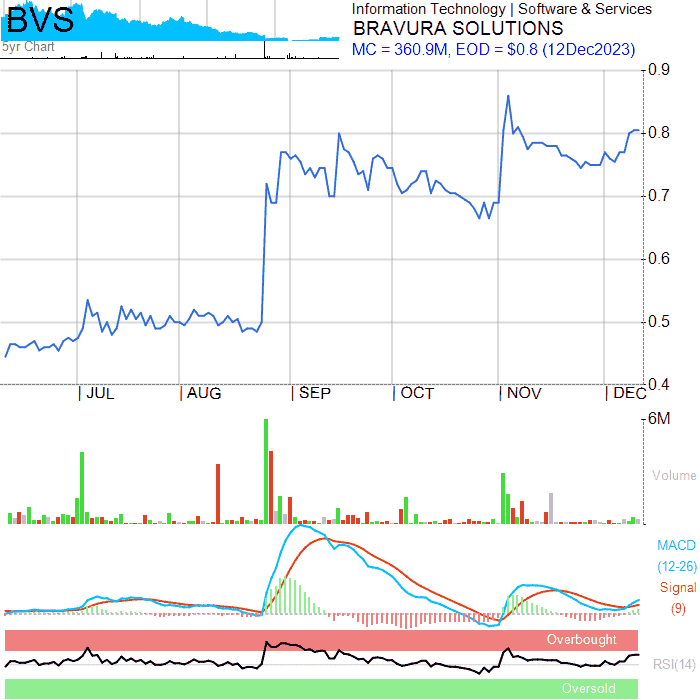 BVS
5yr Chart
Information Technology | Software & Services
BRAVURA SOLUTIONS
MC = 360.9M, EOD = $0.8 (12Dec2023)
0.9
0.8
0.7
0.6
0.5
0.4
| JUL | AUG | SEP | OCT | NOV | DEC
6M
Volume
MACD
(12-26)
Signal
(9)
Overbought
RSI(14)
Oversold